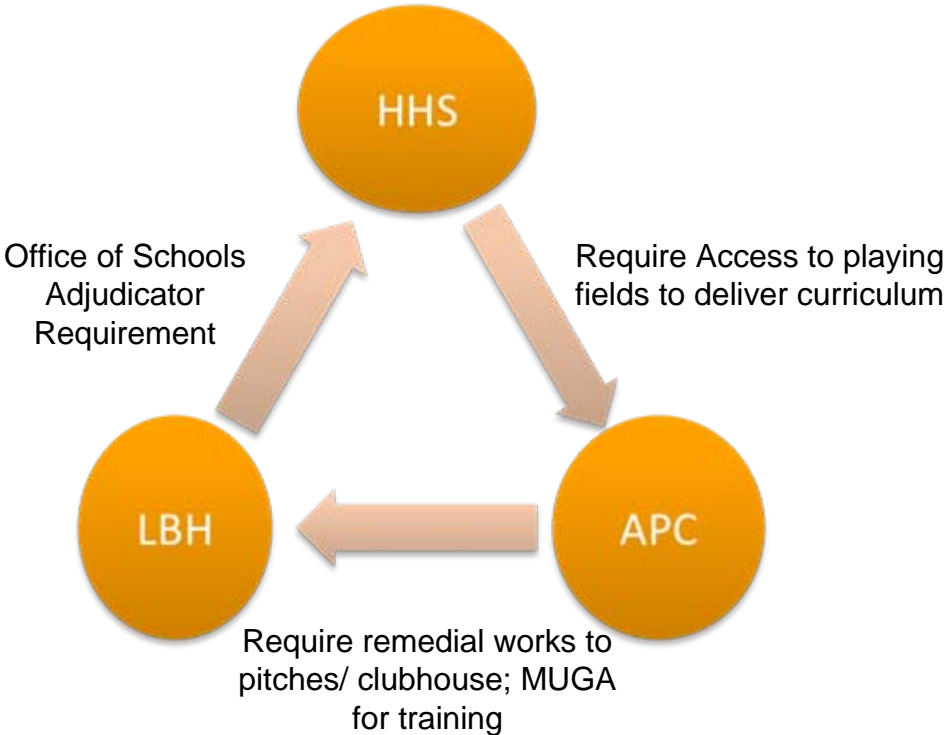 HHS
Office of Schools
Adjudicator
Requirement
Require Access to playing
fields to deliver curriculum
LBH
APC
Require remedial works to
pitches/ clubhouse; MUGA
for training